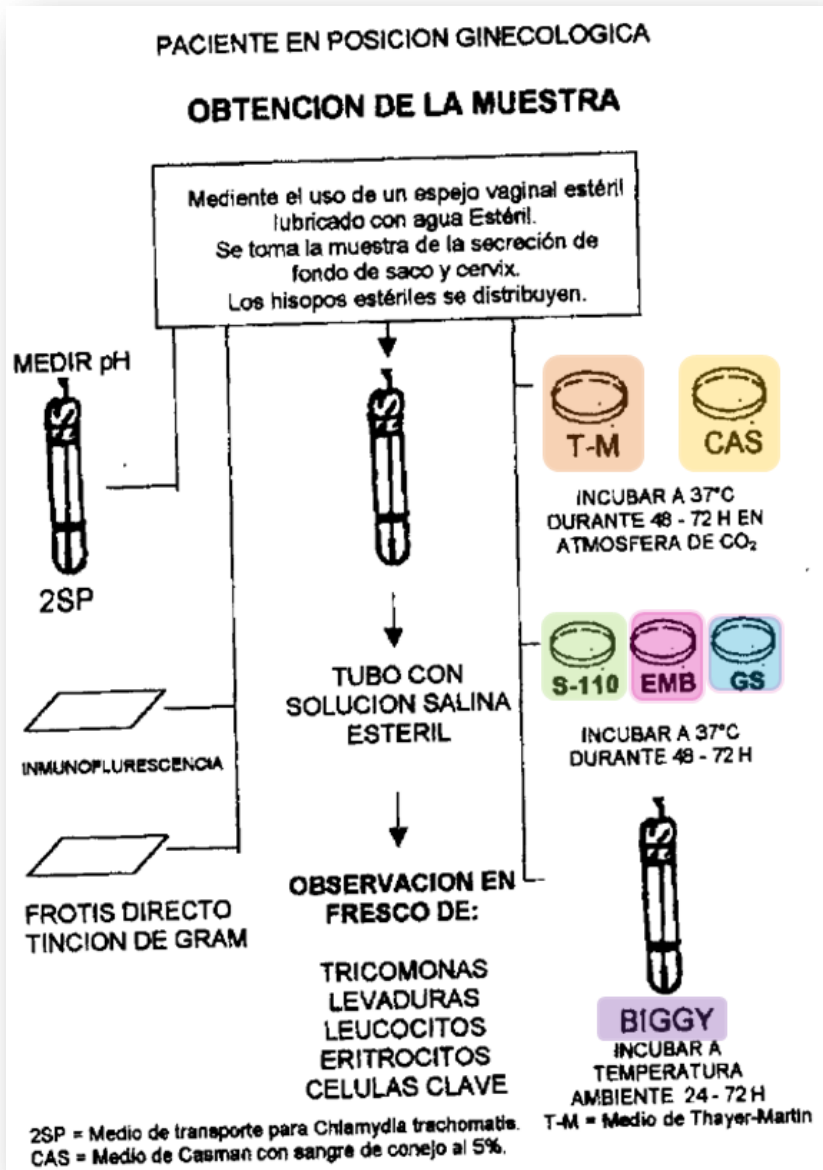 PACIENTE EN POSICION GINECOLOGICA
OBTENCION DE LA MUESTRA
Mediente el uso de un espejo vaginal estéril
lubricado con agua Estéril.
Se toma la muestra de la secreción de
fondo de saco y cervix.
Los hisopos estériles se distribuyen.
MEDIR pH
2SP
INMUNOFLURESCENCIA
FROTIS DIRECTO
TINCION DE GRAM
TUBO CON
SOLUCION SALINA
ESTERIL
OBSERVACION EN
FRESCO DE:
TRICOMONAS
LEVADURAS
LEUCOCITOS
ERITROCITOS
CELULAS CLAVE
T-M
CAS
INCUBAR A 37°C
DURANTE 48 - 72 H EN
ATMOSFERA DE CO₂
S-110
EMB
GS
INCUBAR A 37°C
DURANTE 48 - 72 H
BIGGY
INCUBAR A
TEMPERATURA
AMBIENTE 24 - 72 H
2SP = Medio de transporte para Chlamydia trachomatis.
T-M = Medio de Thayer-Martin
CAS = Medio de Casman con sangre de conejo al 5%.